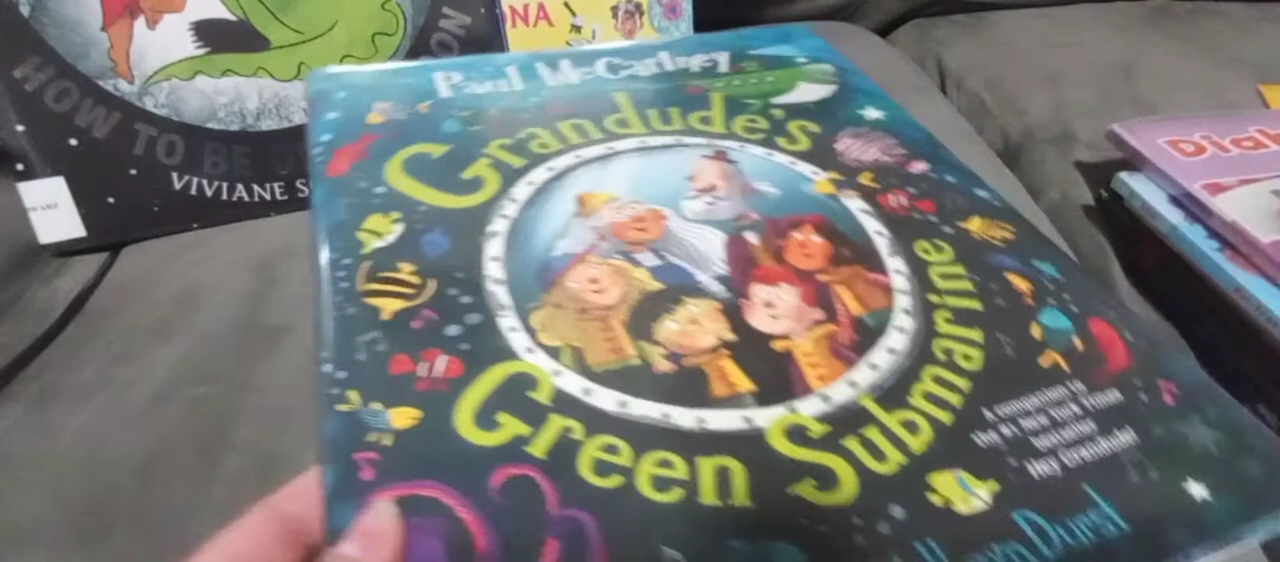 NA
HOW TO BE
VIVIANE
Paul McCartney
Grandude's
Green Submarine
A companion to
the #1 New York Times
bestseller
Hey Grandude!
Durst
Diab